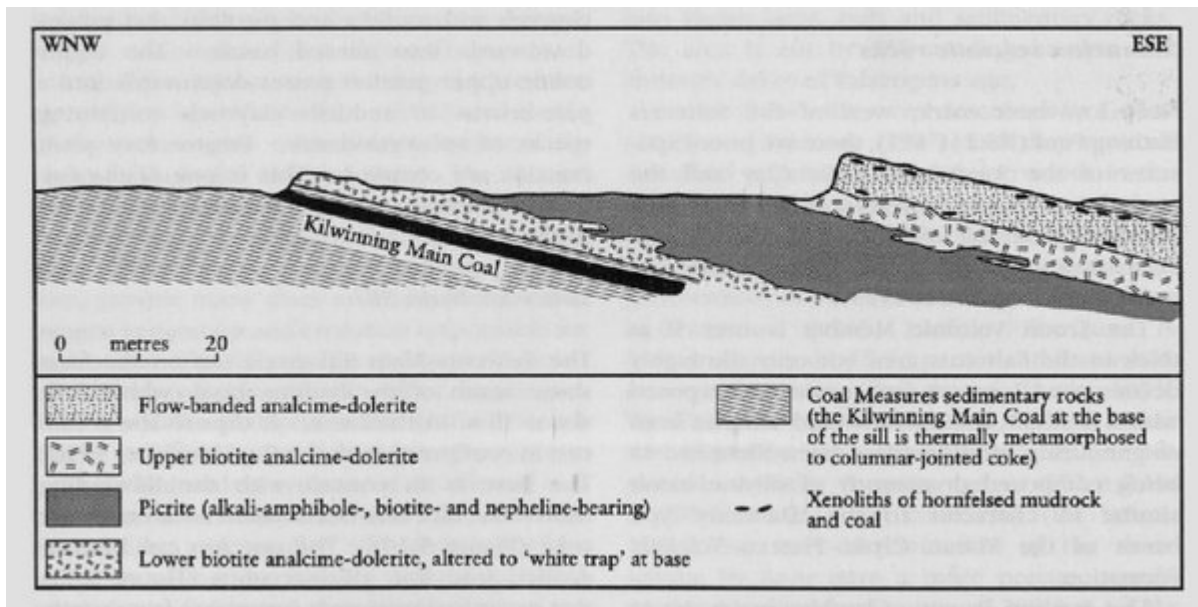 WNW
ESE
Kilwinning Main Coal
0 metres 20
Flow-banded analcime-dolerite
Upper biotite analcime-dolerite
Picrite (alkali-amphibole-, biotite- and nepheline-bearing)
Lower biotite analcime-dolerite, altered to 'white trap' at base
Coal Measures sedimentary rocks
(the Kilwinning Main Coal at the base
of the sill is thermally metamorphosed
to columnar-jointed coke)
Xenoliths of hornfelsed mudrock
and coal